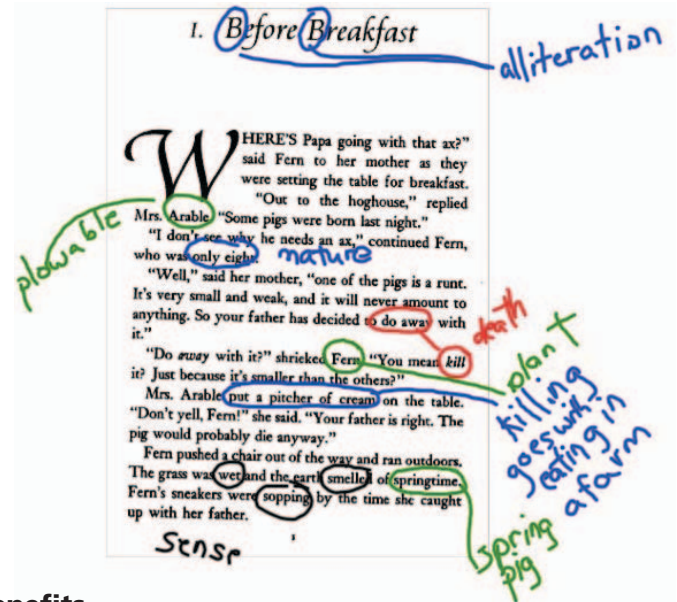 I. Before Breakfast
alliteration
WHERE'S Papa going with that ax?"
said Fern to her mother as they
were setting the table for breakfast.
"Out to the hoghouse," replied
Mrs. Arable "Some pigs were born last night."
plowable
"I don't see why he needs an ax," continued Fern,
who was only eight.
nature
"Well," said her mother, "one of the pigs is a runt.
It's very small and weak, and it will never amount to
anything. So your father has decided to do away with
it."
death
"Do away with it?" shrieked Fern "You mean kill
it? Just because it's smaller than the others?"
plant
Mrs. Arable put a pitcher of cream on the table.
"Don't yell, Fern!" she said. "Your father is right. The
pig would probably die anyway."
killing
goes with
eating in
a farm
Fern pushed a chair out of the way and ran outdoors.
The grass was wet and the earth smelled of springtime.
Fern's sneakers were sopping by the time she caught
up with her father.
spring
pig
sense